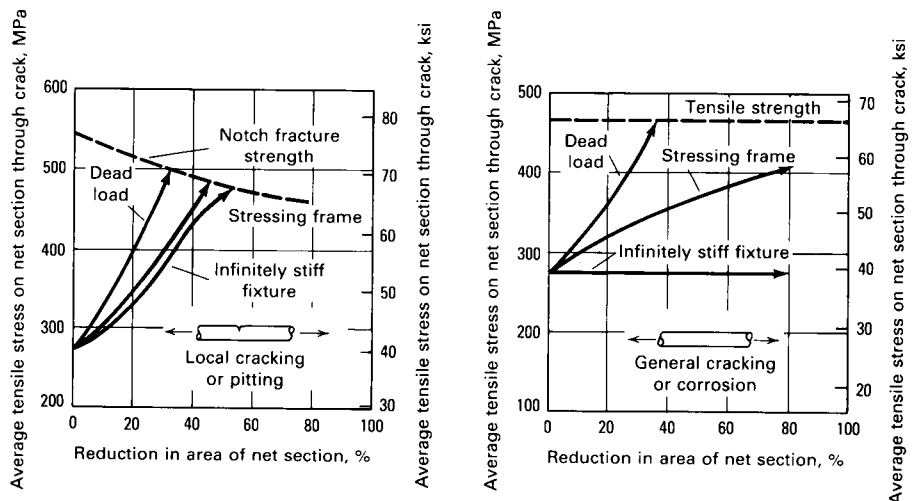 Average tensile stress on net section through crack, MPa
600
500
400
300
200
Notch fracture
strength
Dead
load
Stressing frame
Infinitely stiff
fixture
Local cracking
or pitting
80
70
60
50
40
30
Average tensile stress on net section through crack, ksi
0 20 40 60 80 100
Reduction in area of net section, %
Average tensile stress on net section through crack, MPa
500
400
300
200
100
Tensile strength
Dead
load
Stressing frame
Infinitely stiff fixture
General cracking
or corrosion
70
60
50
40
30
20
Average tensile stress on net section through crack, ksi
0 20 40 60 80 100
Reduction in area of net section, %